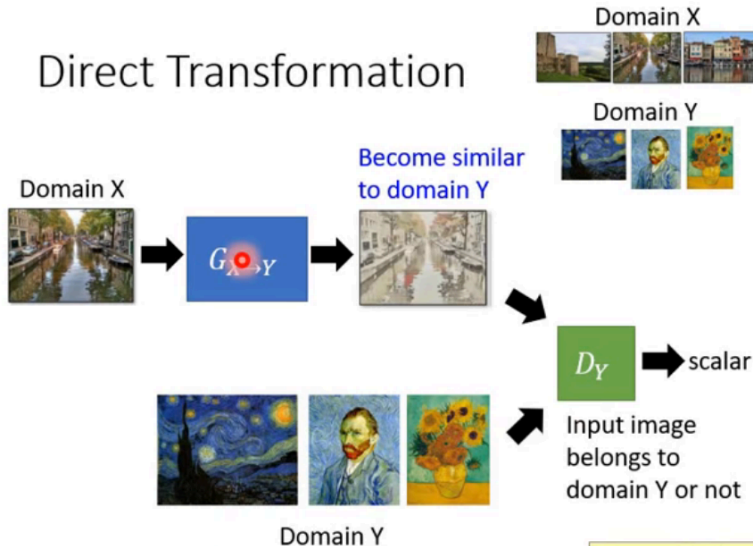 Direct Transformation
Domain X
Domain Y
Become similar
to domain Y
Domain X
G_{X→Y}
D_Y
scalar
Input image
belongs to
domain Y or not
Domain Y